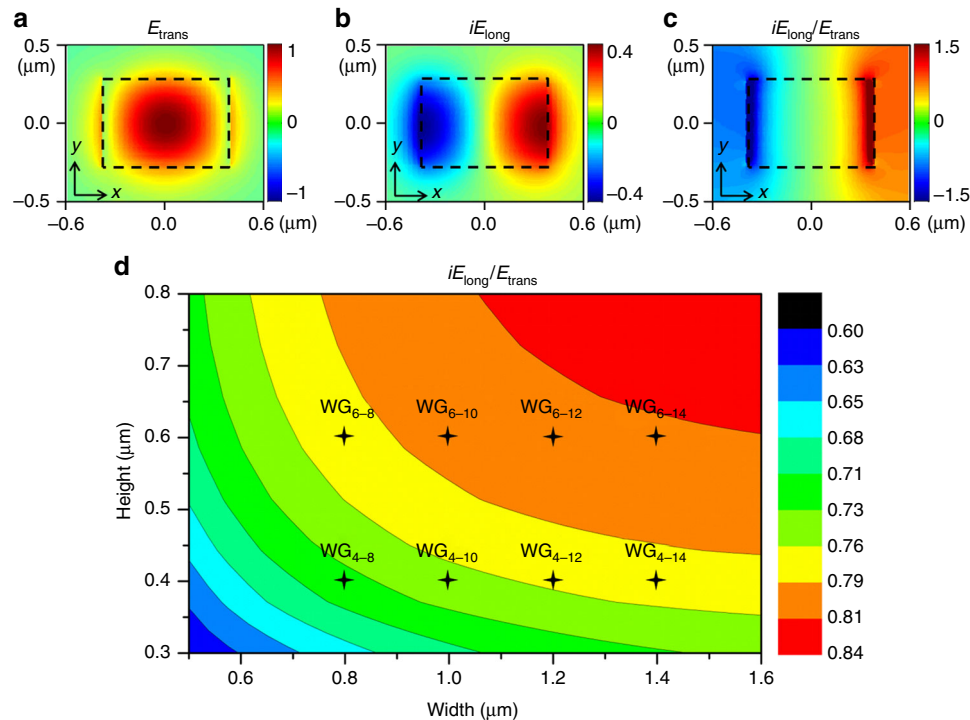 a
E_trans
0.5
(μm)
0.0
–0.5
y
x
–0.6
0.0
0.6
(μm)
1
0
–1
b
iE_long
0.5
(μm)
0.0
–0.5
y
x
–0.6
0.0
0.6
(μm)
0.4
0
–0.4
c
iE_long/E_trans
0.5
(μm)
0.0
–0.5
y
x
–0.6
0.0
0.6
(μm)
1.5
0
–1.5
d
iE_long/E_trans
Height (μm)
0.8
0.7
0.6
0.5
0.4
0.3
WG_6–8
WG_6–10
WG_6–12
WG_6–14
WG_4–8
WG_4–10
WG_4–12
WG_4–14
0.6
0.8
1.0
1.2
1.4
1.6
Width (μm)
0.60
0.63
0.65
0.68
0.71
0.73
0.76
0.79
0.81
0.84